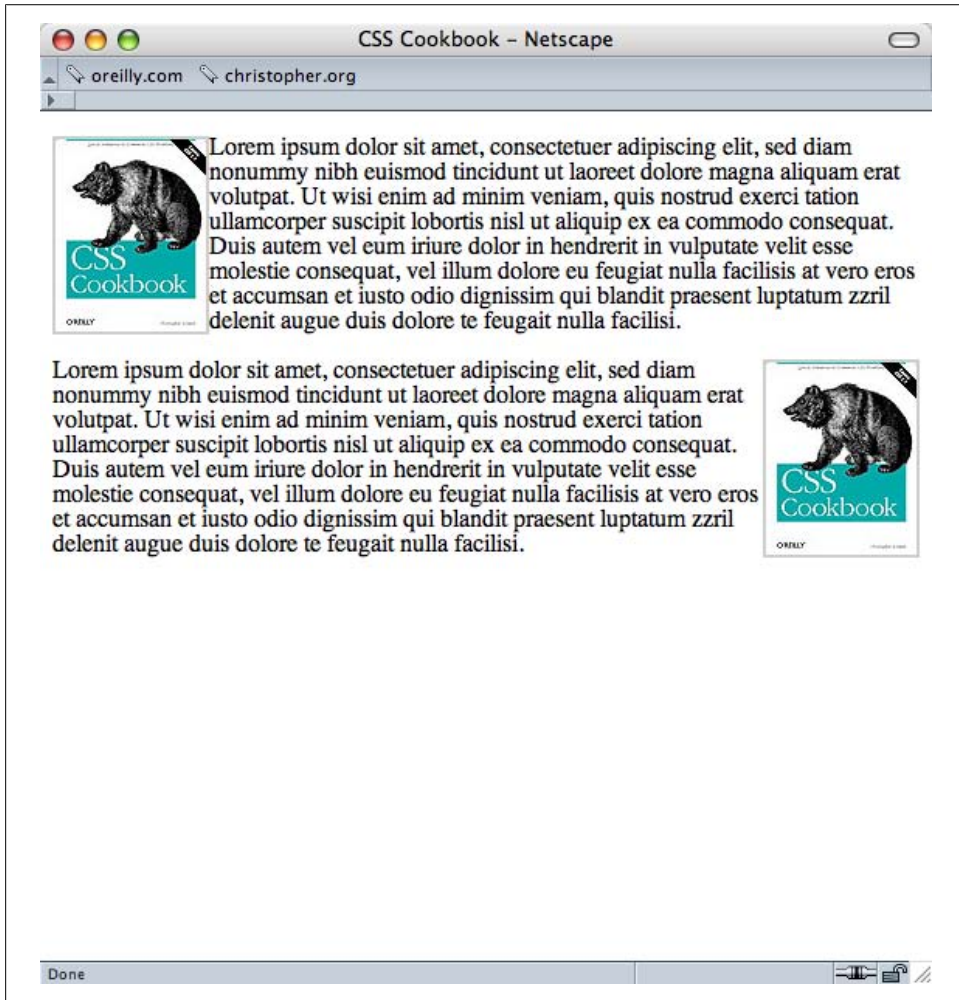 CSS Cookbook – Netscape
oreilly.com christopher.org
Lorem ipsum dolor sit amet, consectetuer adipiscing elit, sed diam
nonummy nibh euismod tincidunt ut laoreet dolore magna aliquam erat
volutpat. Ut wisi enim ad minim veniam, quis nostrud exerci tation
ullamcorper suscipit lobortis nisl ut aliquip ex ea commodo consequat.
Duis autem vel eum iriure dolor in hendrerit in vulputate velit esse
molestie consequat, vel illum dolore eu feugiat nulla facilisis at vero eros
et accumsan et iusto odio dignissim qui blandit praesent luptatum zzril
delenit augue duis dolore te feugait nulla facilisi.
CSS
Cookbook
O'REILLY
Lorem ipsum dolor sit amet, consectetuer adipiscing elit, sed diam
nonummy nibh euismod tincidunt ut laoreet dolore magna aliquam erat
volutpat. Ut wisi enim ad minim veniam, quis nostrud exerci tation
ullamcorper suscipit lobortis nisl ut aliquip ex ea commodo consequat.
Duis autem vel eum iriure dolor in hendrerit in vulputate velit esse
molestie consequat, vel illum dolore eu feugiat nulla facilisis at vero eros
et accumsan et iusto odio dignissim qui blandit praesent luptatum zzril
delenit augue duis dolore te feugait nulla facilisi.
CSS
Cookbook
O'REILLY
Done